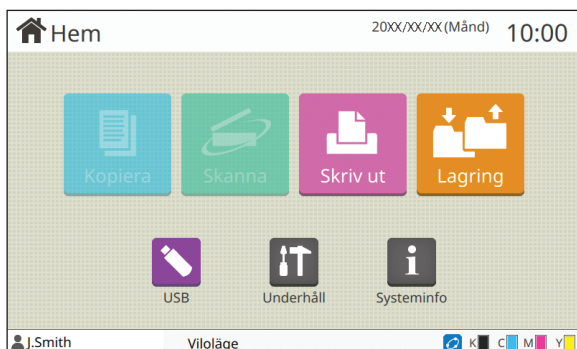 Hem
20XX/XX/XX (Månd)
10:00
Kopiera
Skanna
Skriv ut
Lagring
USB
Underhåll
Systeminfo
J.Smith
Viloläge
K C M Y